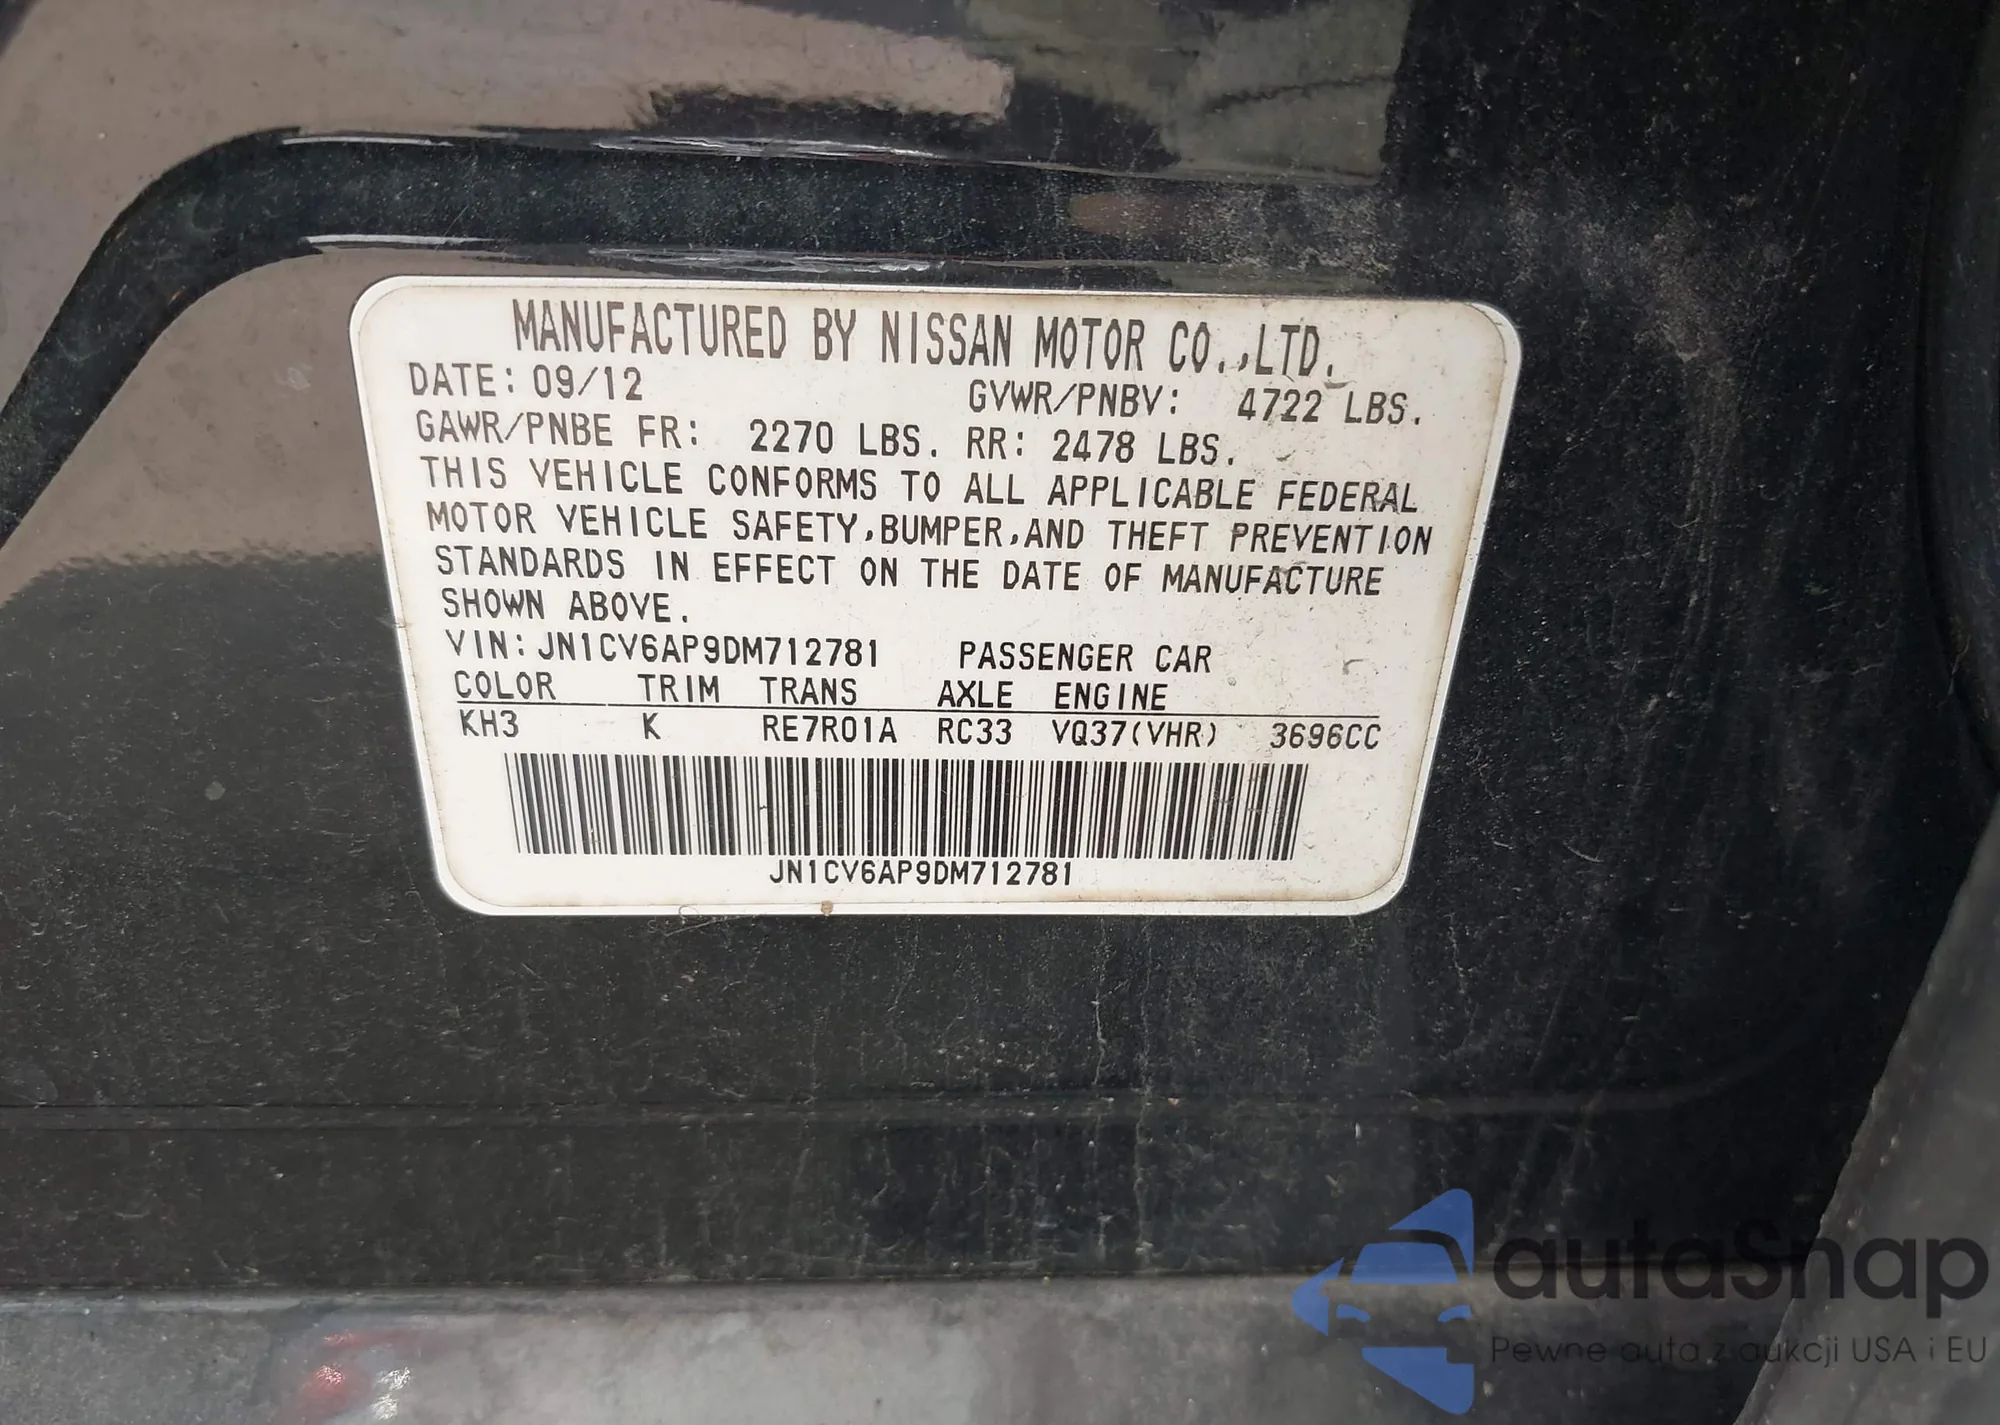 MANUFACTURED BY NISSAN MOTOR CO.,LTD.
DATE: 09/12 GVWR/PNBV: 4722 LBS.
GAWR/PNBE FR: 2270 LBS. RR: 2478 LBS.
THIS VEHICLE CONFORMS TO ALL APPLICABLE FEDERAL
MOTOR VEHICLE SAFETY,BUMPER,AND THEFT PREVENTION
STANDARDS IN EFFECT ON THE DATE OF MANUFACTURE
SHOWN ABOVE.
VIN: JN1CV6AP9DM712781 PASSENGER CAR
COLOR TRIM TRANS AXLE ENGINE
KH3 K RE7R01A RC33 VQ37(VHR) 3696CC
JN1CV6AP9DM712781
autaSnap
Pewne auta z aukcji USA i EU